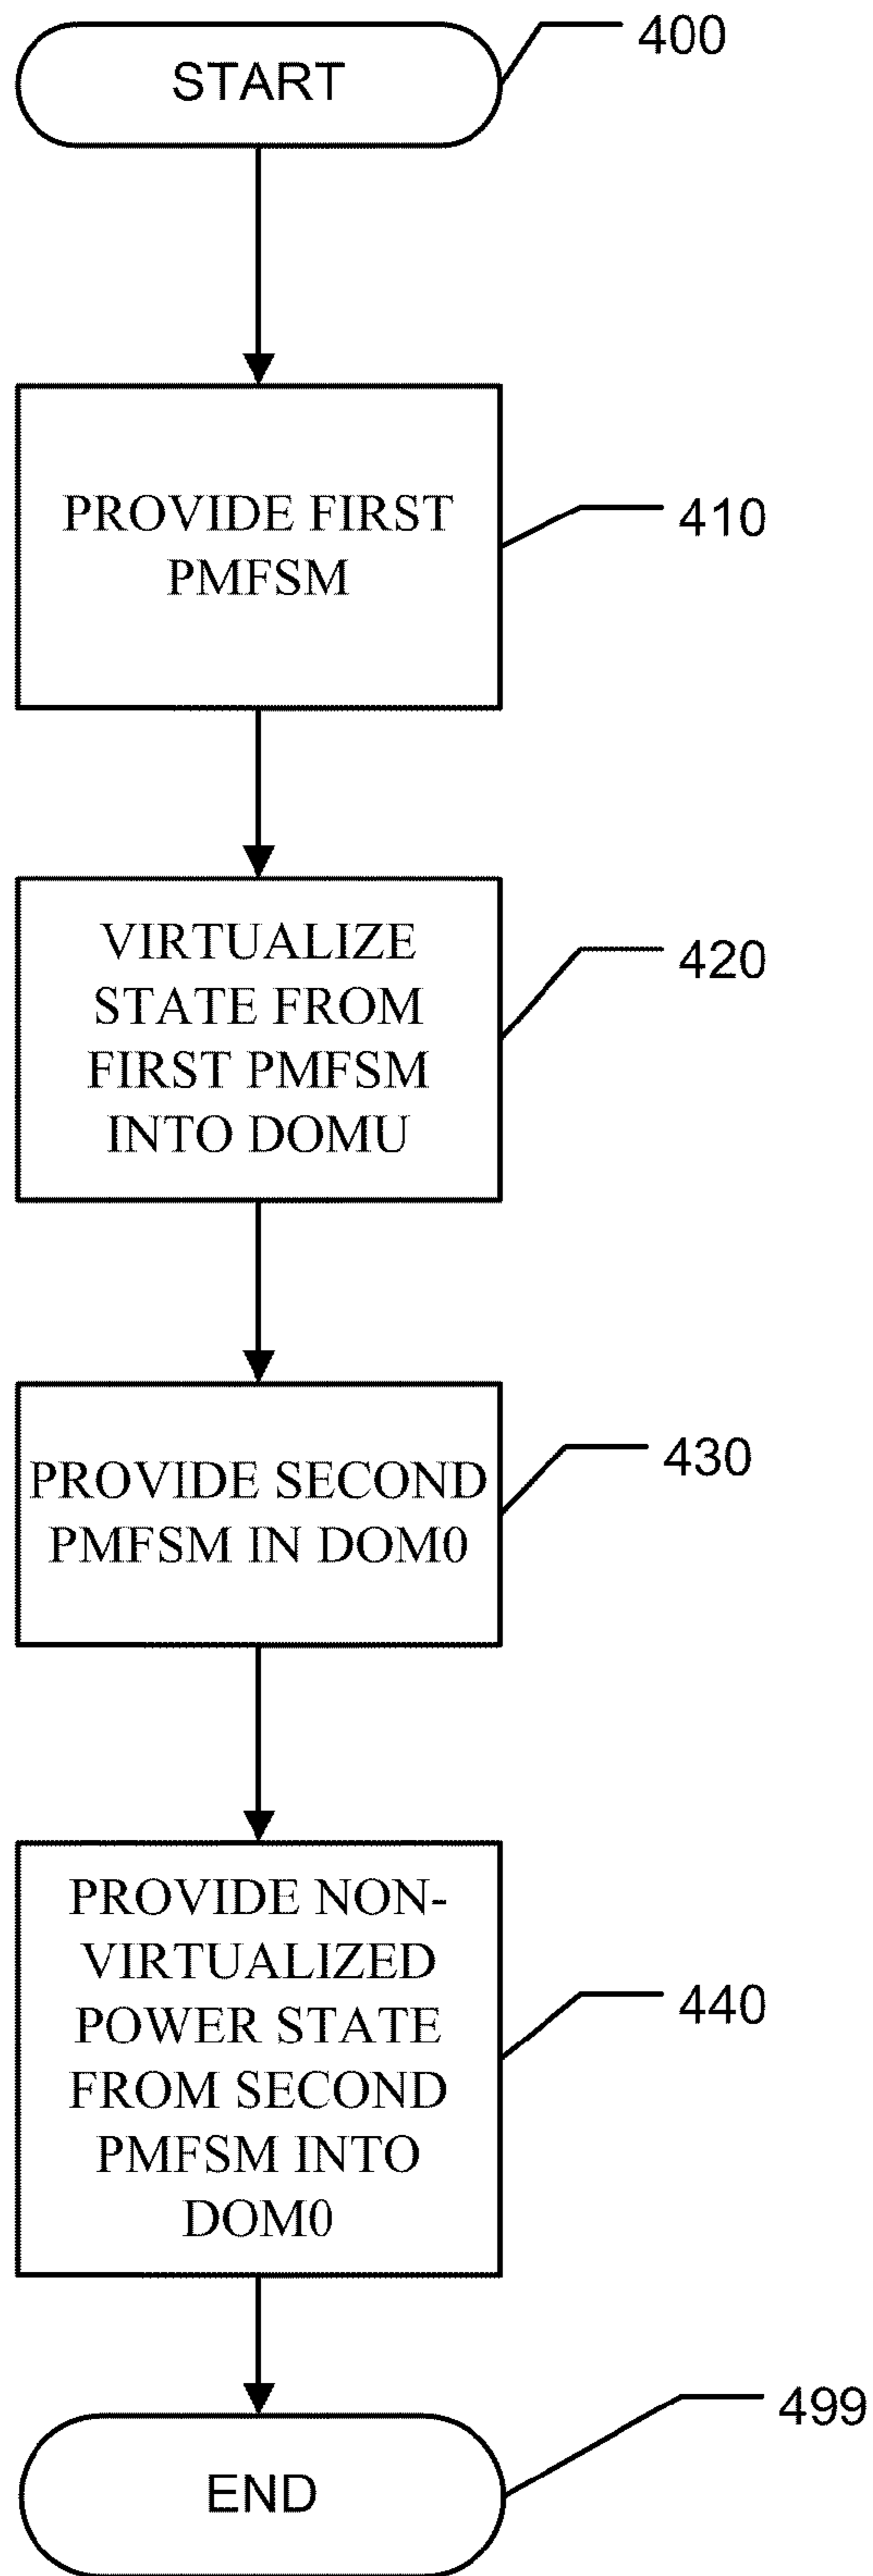 START
400
PROVIDE FIRST
PMFSM
410
VIRTUALIZE
STATE FROM
FIRST PMFSM
INTO DOMU
420
PROVIDE SECOND
PMFSM IN DOM0
430
PROVIDE NON-
VIRTUALIZED
POWER STATE
FROM SECOND
PMFSM INTO
DOM0
440
END
499